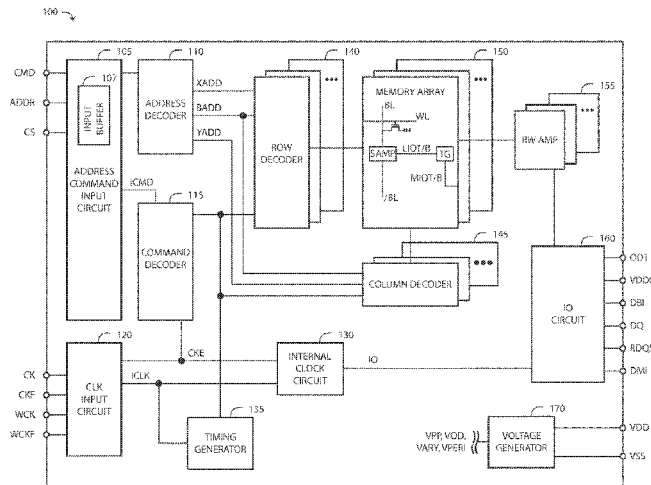 100
105
110
140
150
155
CMD
107
ADDR
CS
INPUT BUFFER
ADDRESS COMMAND INPUT CIRCUIT
ADDRESS DECODER
XADD
BADD
YADD
ROW DECODER
MEMORY ARRAY
BL
WL
SAMP
LIOT/B
TG
MIOT/B
/BL
RW AMP
ICMD
115
COMMAND DECODER
145
COLUMN DECODER
160
IO CIRCUIT
ODT
DBI
DQ
DMI
120
CLK INPUT CIRCUIT
CK
CKF
WCK
WCKF
CKE
ICLK
130
INTERNAL CLOCK CIRCUIT
IO
135
TIMING GENERATOR
170
VPP, VOD,
VARY, VPERI
VOLTAGE GENERATOR
VDD
VSS